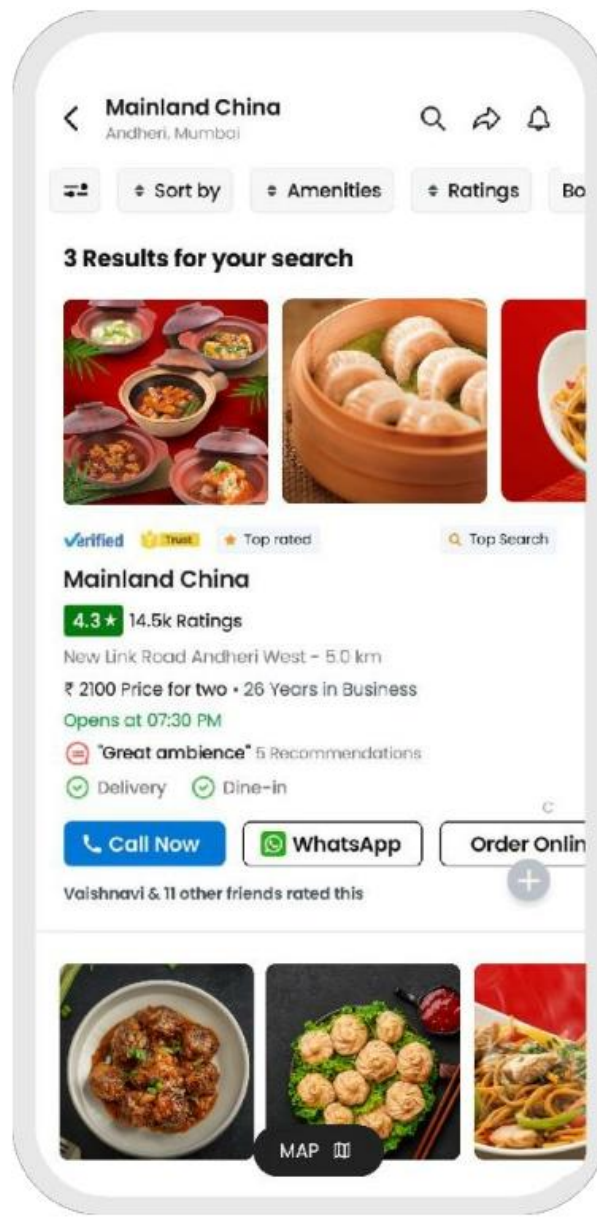 Mainland China
Andheri, Mumbai
Sort by Amenities Ratings Bo
3 Results for your search
Verified Trust Top rated Top Search
Mainland China
4.3★ 14.5k Ratings
New Link Road Andheri West - 5.0 km
₹ 2100 Price for two • 26 Years in Business
Opens at 07:30 PM
"Great ambience" 5 Recommendations
Delivery Dine-in
C
Call Now WhatsApp Order Onlin
Vaishnavi & 11 other friends rated this
MAP